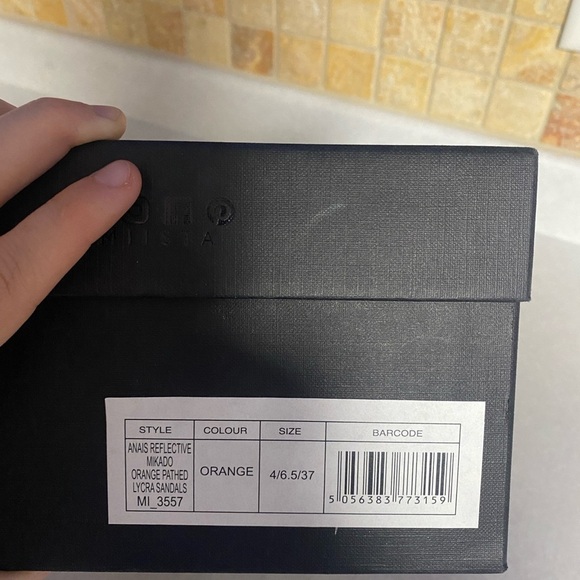 STYLE COLOUR SIZE BARCODE
ANAIS REFLECTIVE
MIKADO
ORANGE PATHED
LYCRA SANDALS
MI_3557
ORANGE
4/6.5/37
5 056383 773159